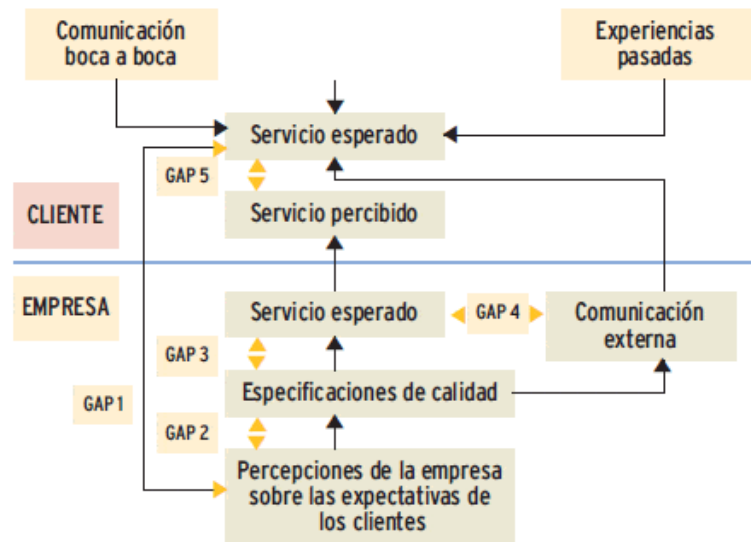 Comunicación
boca a boca
Experiencias
pasadas
Servicio esperado
GAP 5
Servicio percibido
CLIENTE
EMPRESA
Servicio esperado
GAP 4
Comunicación
externa
GAP 3
Especificaciones de calidad
GAP 1
GAP 2
Percepciones de la empresa
sobre las expectativas de
los clientes